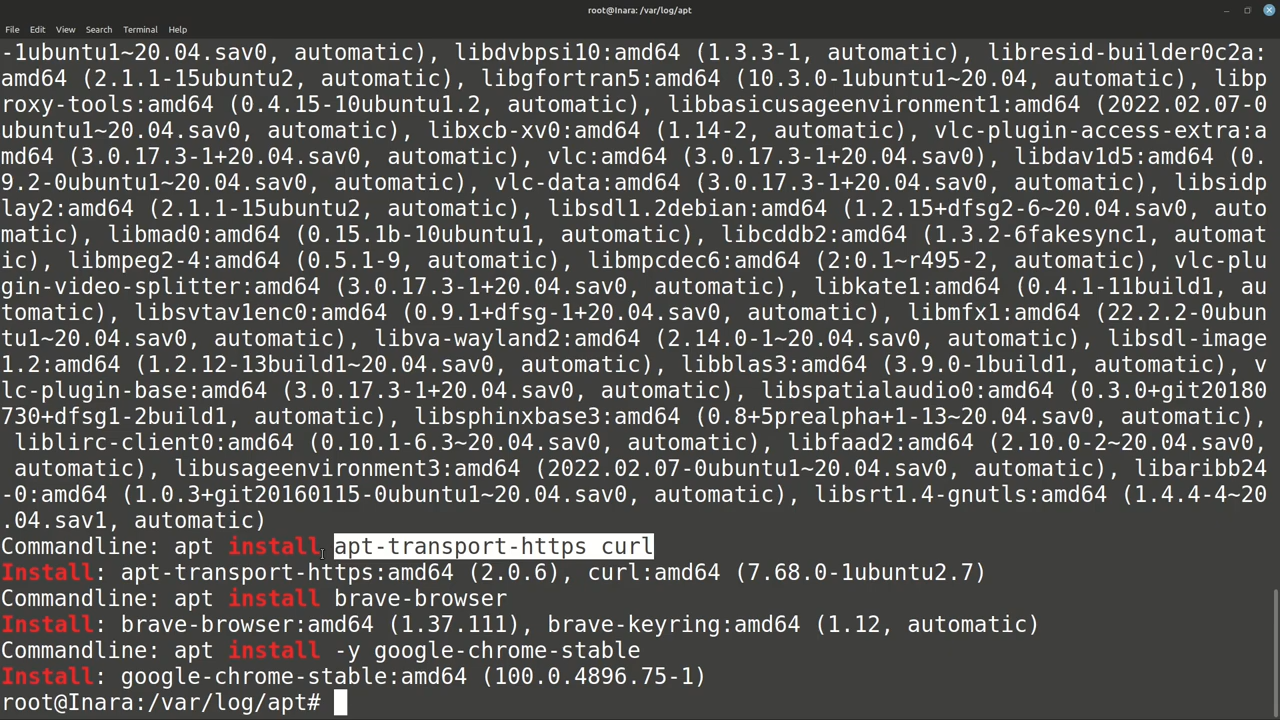 root@Inara: /var/log/apt
File Edit View Search Terminal Help
-1ubuntu1~20.04.sav0, automatic), libdvbpsi10:amd64 (1.3.3-1, automatic), libresid-builder0c2a:
amd64 (2.1.1-15ubuntu2, automatic), libgfortran5:amd64 (10.3.0-1ubuntu1~20.04, automatic), libp
roxy-tools:amd64 (0.4.15-10ubuntu1.2, automatic), libbasicusageenvironment1:amd64 (2022.02.07-0
ubuntu1~20.04.sav0, automatic), libxcb-xv0:amd64 (1.14-2, automatic), vlc-plugin-access-extra:a
md64 (3.0.17.3-1+20.04.sav0, automatic), vlc:amd64 (3.0.17.3-1+20.04.sav0), libdav1d5:amd64 (0.
9.2-0ubuntu1~20.04.sav0, automatic), vlc-data:amd64 (3.0.17.3-1+20.04.sav0, automatic), libsidp
lay2:amd64 (2.1.1-15ubuntu2, automatic), libsdl1.2debian:amd64 (1.2.15+dfsg2-6~20.04.sav0, auto
matic), libmad0:amd64 (0.15.1b-10ubuntu1, automatic), libcddb2:amd64 (1.3.2-6fakesync1, automat
ic), libmpeg2-4:amd64 (0.5.1-9, automatic), libmpcdec6:amd64 (2:0.1~r495-2, automatic), vlc-plu
gin-video-splitter:amd64 (3.0.17.3-1+20.04.sav0, automatic), libkate1:amd64 (0.4.1-11build1, au
tomatic), libsvtav1enc0:amd64 (0.9.1+dfsg-1+20.04.sav0, automatic), libmfx1:amd64 (22.2.2-0ubun
tu1~20.04.sav0, automatic), libva-wayland2:amd64 (2.14.0-1~20.04.sav0, automatic), libsdl-image
1.2:amd64 (1.2.12-13build1~20.04.sav0, automatic), libblas3:amd64 (3.9.0-1build1, automatic), v
lc-plugin-base:amd64 (3.0.17.3-1+20.04.sav0, automatic), libspatialaudio0:amd64 (0.3.0+git20180
730+dfsg1-2build1, automatic), libsphinxbase3:amd64 (0.8+5prealpha+1-13~20.04.sav0, automatic),
 liblirc-client0:amd64 (0.10.1-6.3~20.04.sav0, automatic), libfaad2:amd64 (2.10.0-2~20.04.sav0,
 automatic), libusageenvironment3:amd64 (2022.02.07-0ubuntu1~20.04.sav0, automatic), libaribb24
-0:amd64 (1.0.3+git20160115-0ubuntu1~20.04.sav0, automatic), libsrt1.4-gnutls:amd64 (1.4.4-4~20
.04.sav1, automatic)
Commandline: apt install apt-transport-https curl
Install: apt-transport-https:amd64 (2.0.6), curl:amd64 (7.68.0-1ubuntu2.7)
Commandline: apt install brave-browser
Install: brave-browser:amd64 (1.37.111), brave-keyring:amd64 (1.12, automatic)
Commandline: apt install -y google-chrome-stable
Install: google-chrome-stable:amd64 (100.0.4896.75-1)
root@Inara:/var/log/apt#